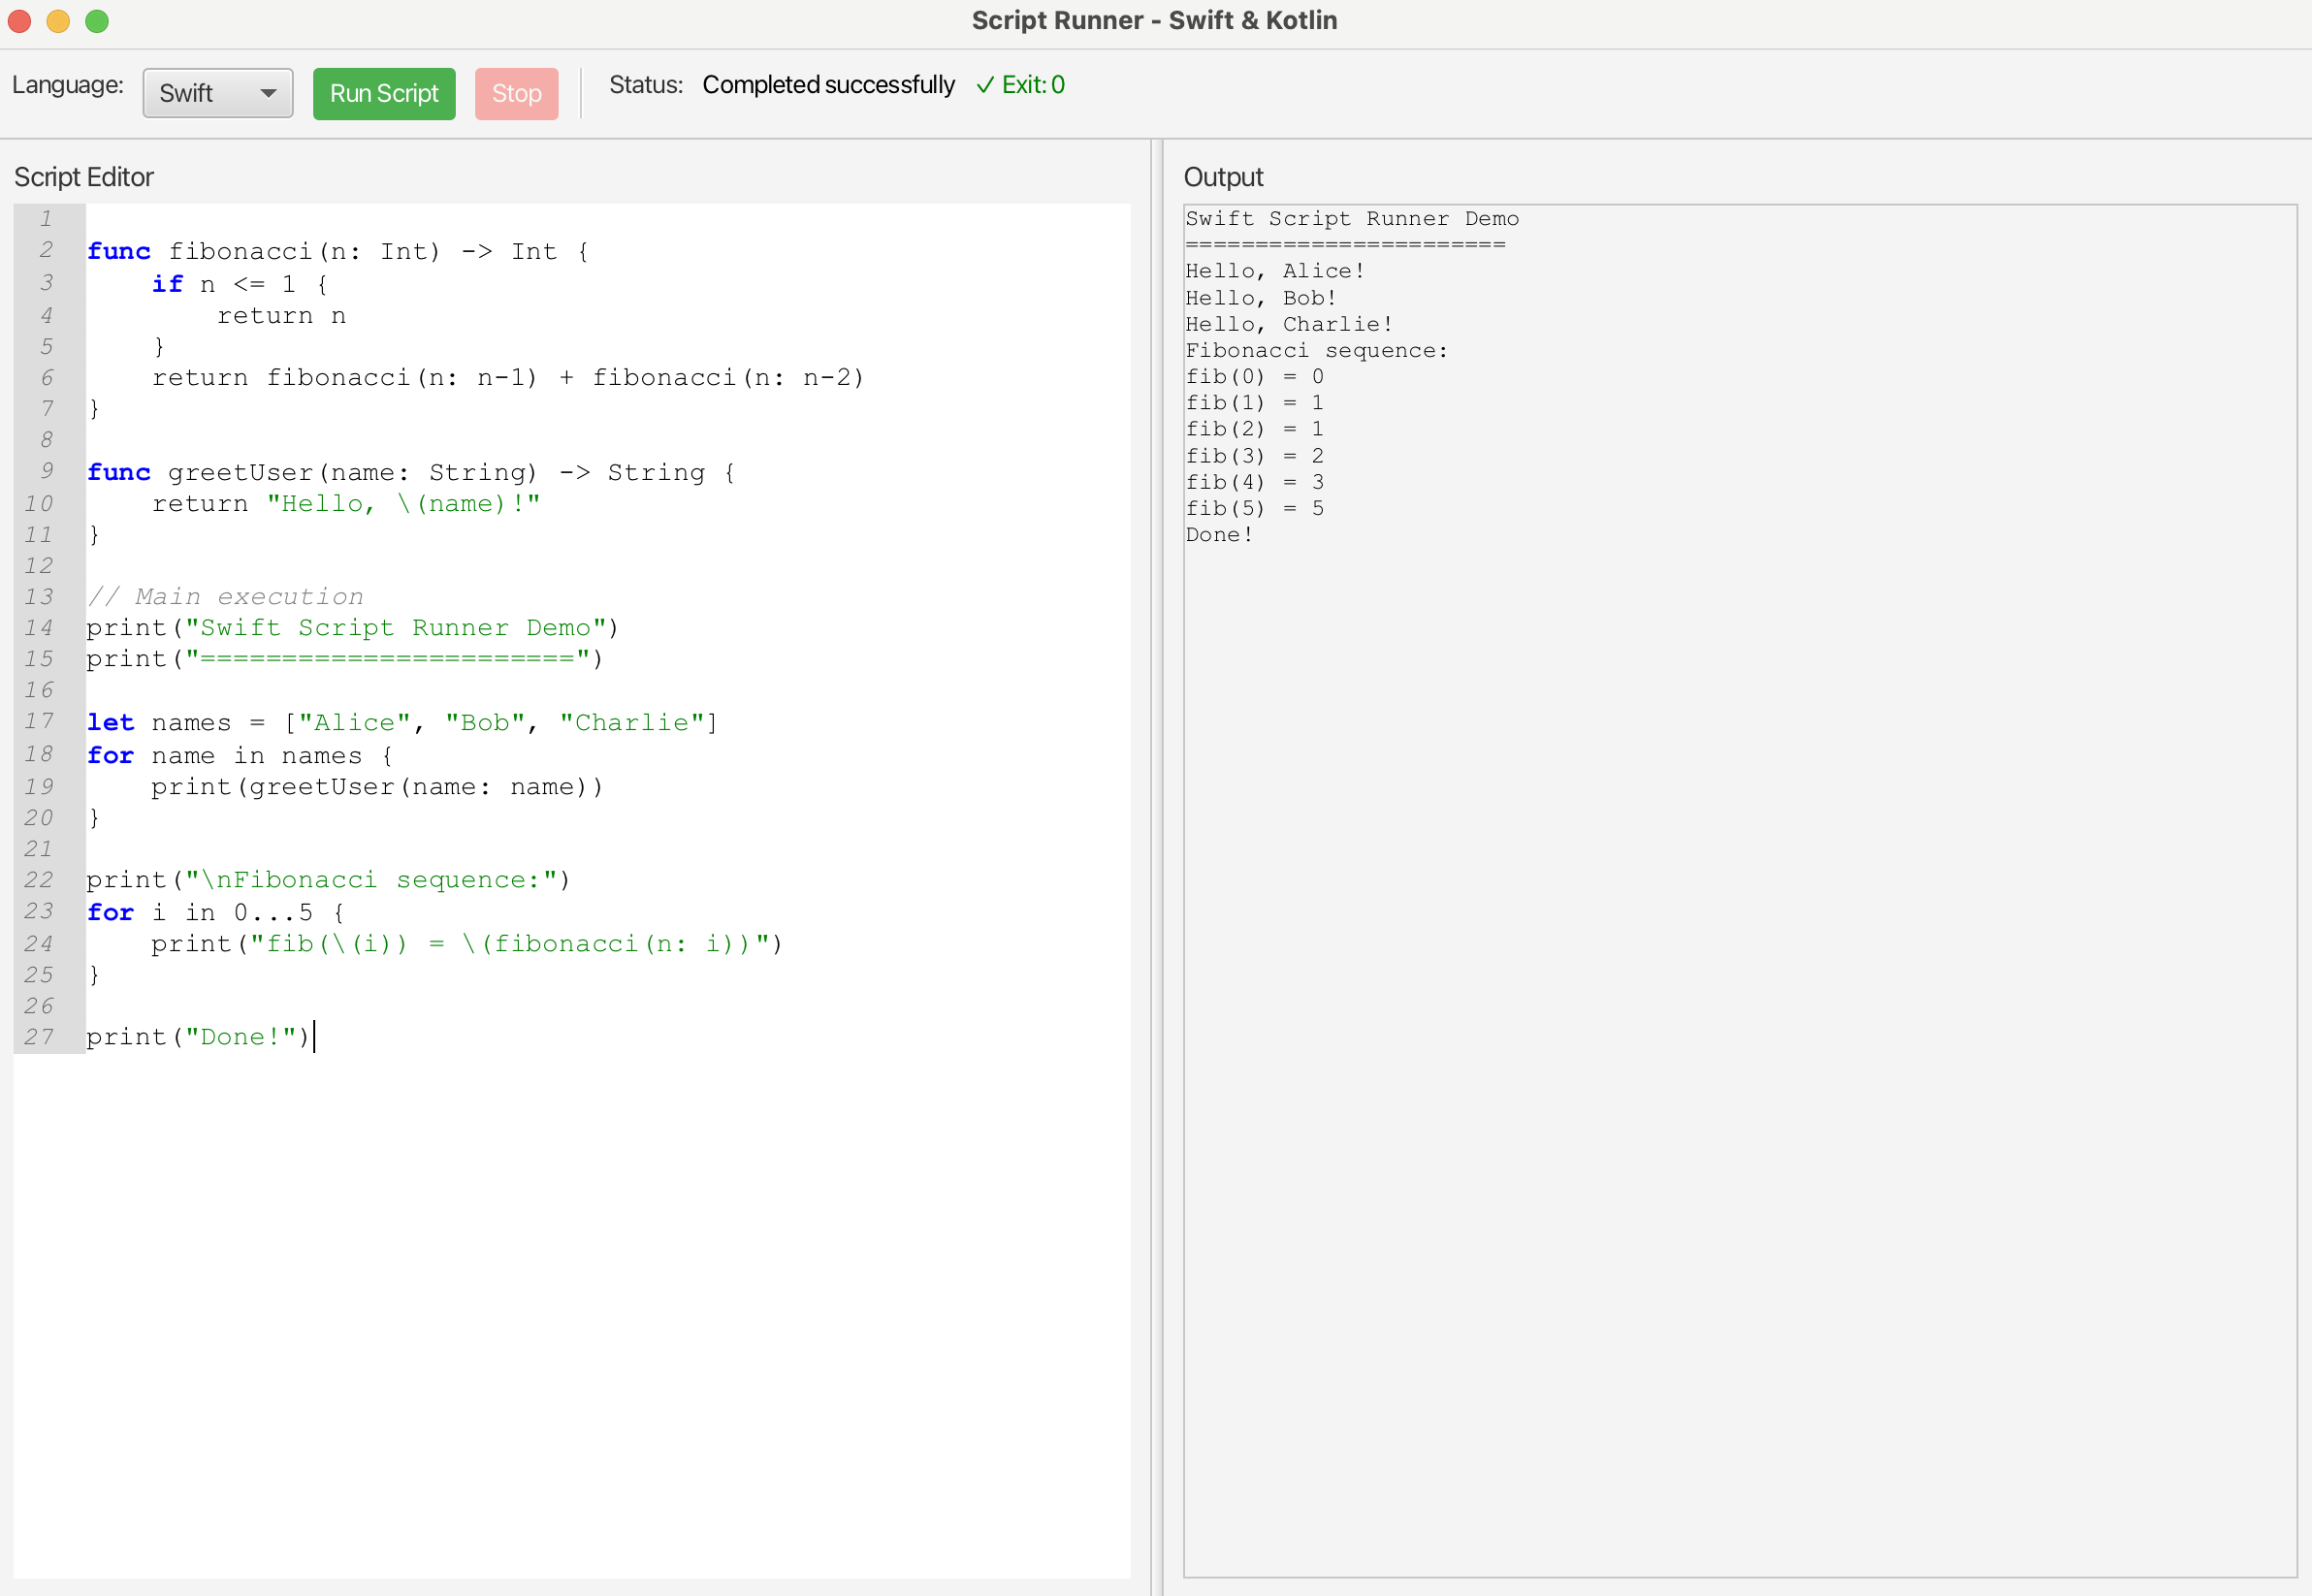 Script Runner - Swift & Kotlin
Language: Swift Run Script Stop Status: Completed successfully ✓ Exit: 0
Script Editor
1
2 func fibonacci(n: Int) -> Int {
3     if n <= 1 {
4         return n
5     }
6     return fibonacci(n: n-1) + fibonacci(n: n-2)
7 }
8
9 func greetUser(name: String) -> String {
10     return "Hello, \(name)!"
11 }
12
13 // Main execution
14 print("Swift Script Runner Demo")
15 print("=======================")
16
17 let names = ["Alice", "Bob", "Charlie"]
18 for name in names {
19     print(greetUser(name: name))
20 }
21
22 print("\nFibonacci sequence:")
23 for i in 0...5 {
24     print("fib(\(i)) = \(fibonacci(n: i))")
25 }
26
27 print("Done!")
Output
Swift Script Runner Demo
=======================
Hello, Alice!
Hello, Bob!
Hello, Charlie!
Fibonacci sequence:
fib(0) = 0
fib(1) = 1
fib(2) = 1
fib(3) = 2
fib(4) = 3
fib(5) = 5
Done!